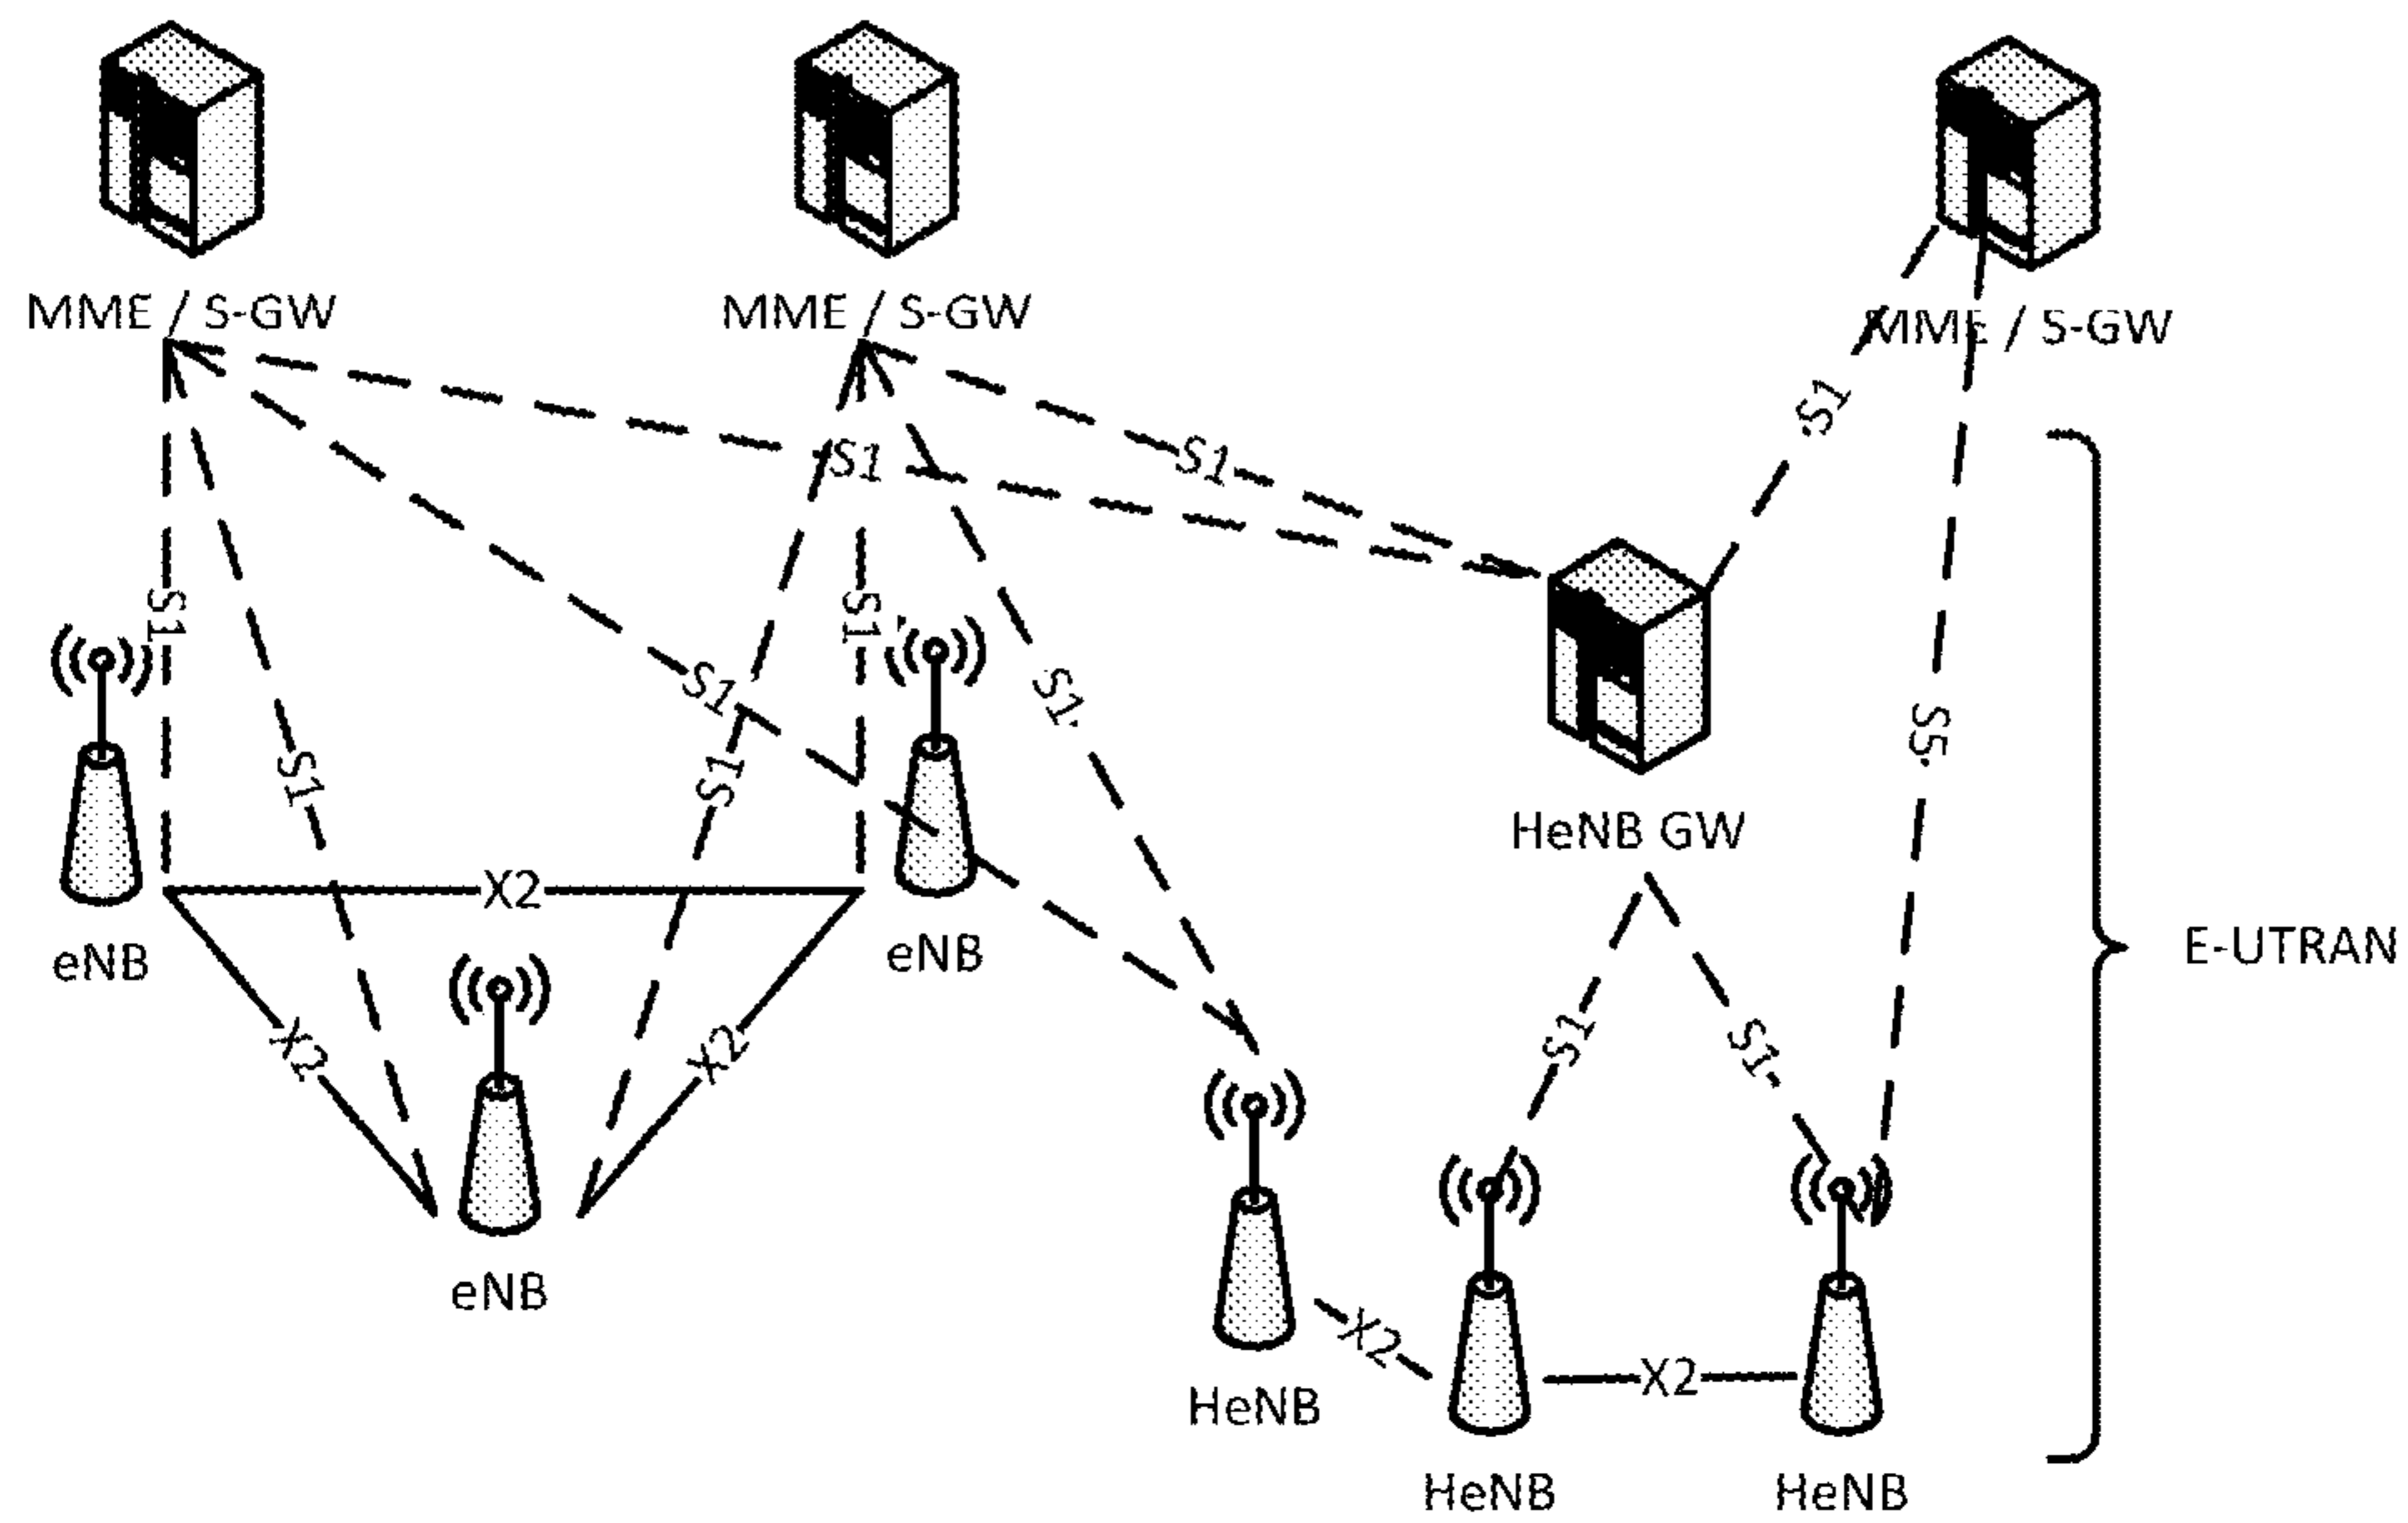 MME / S-GW
MME / S-GW
MME / S-GW
S1
S1
S1
S1
S1
S1
S1
S1
S5
S1
S1
HeNB GW
X2
eNB
eNB
E-UTRAN
X2
X2
S1
S1
eNB
X2
X2
HeNB
HeNB
HeNB